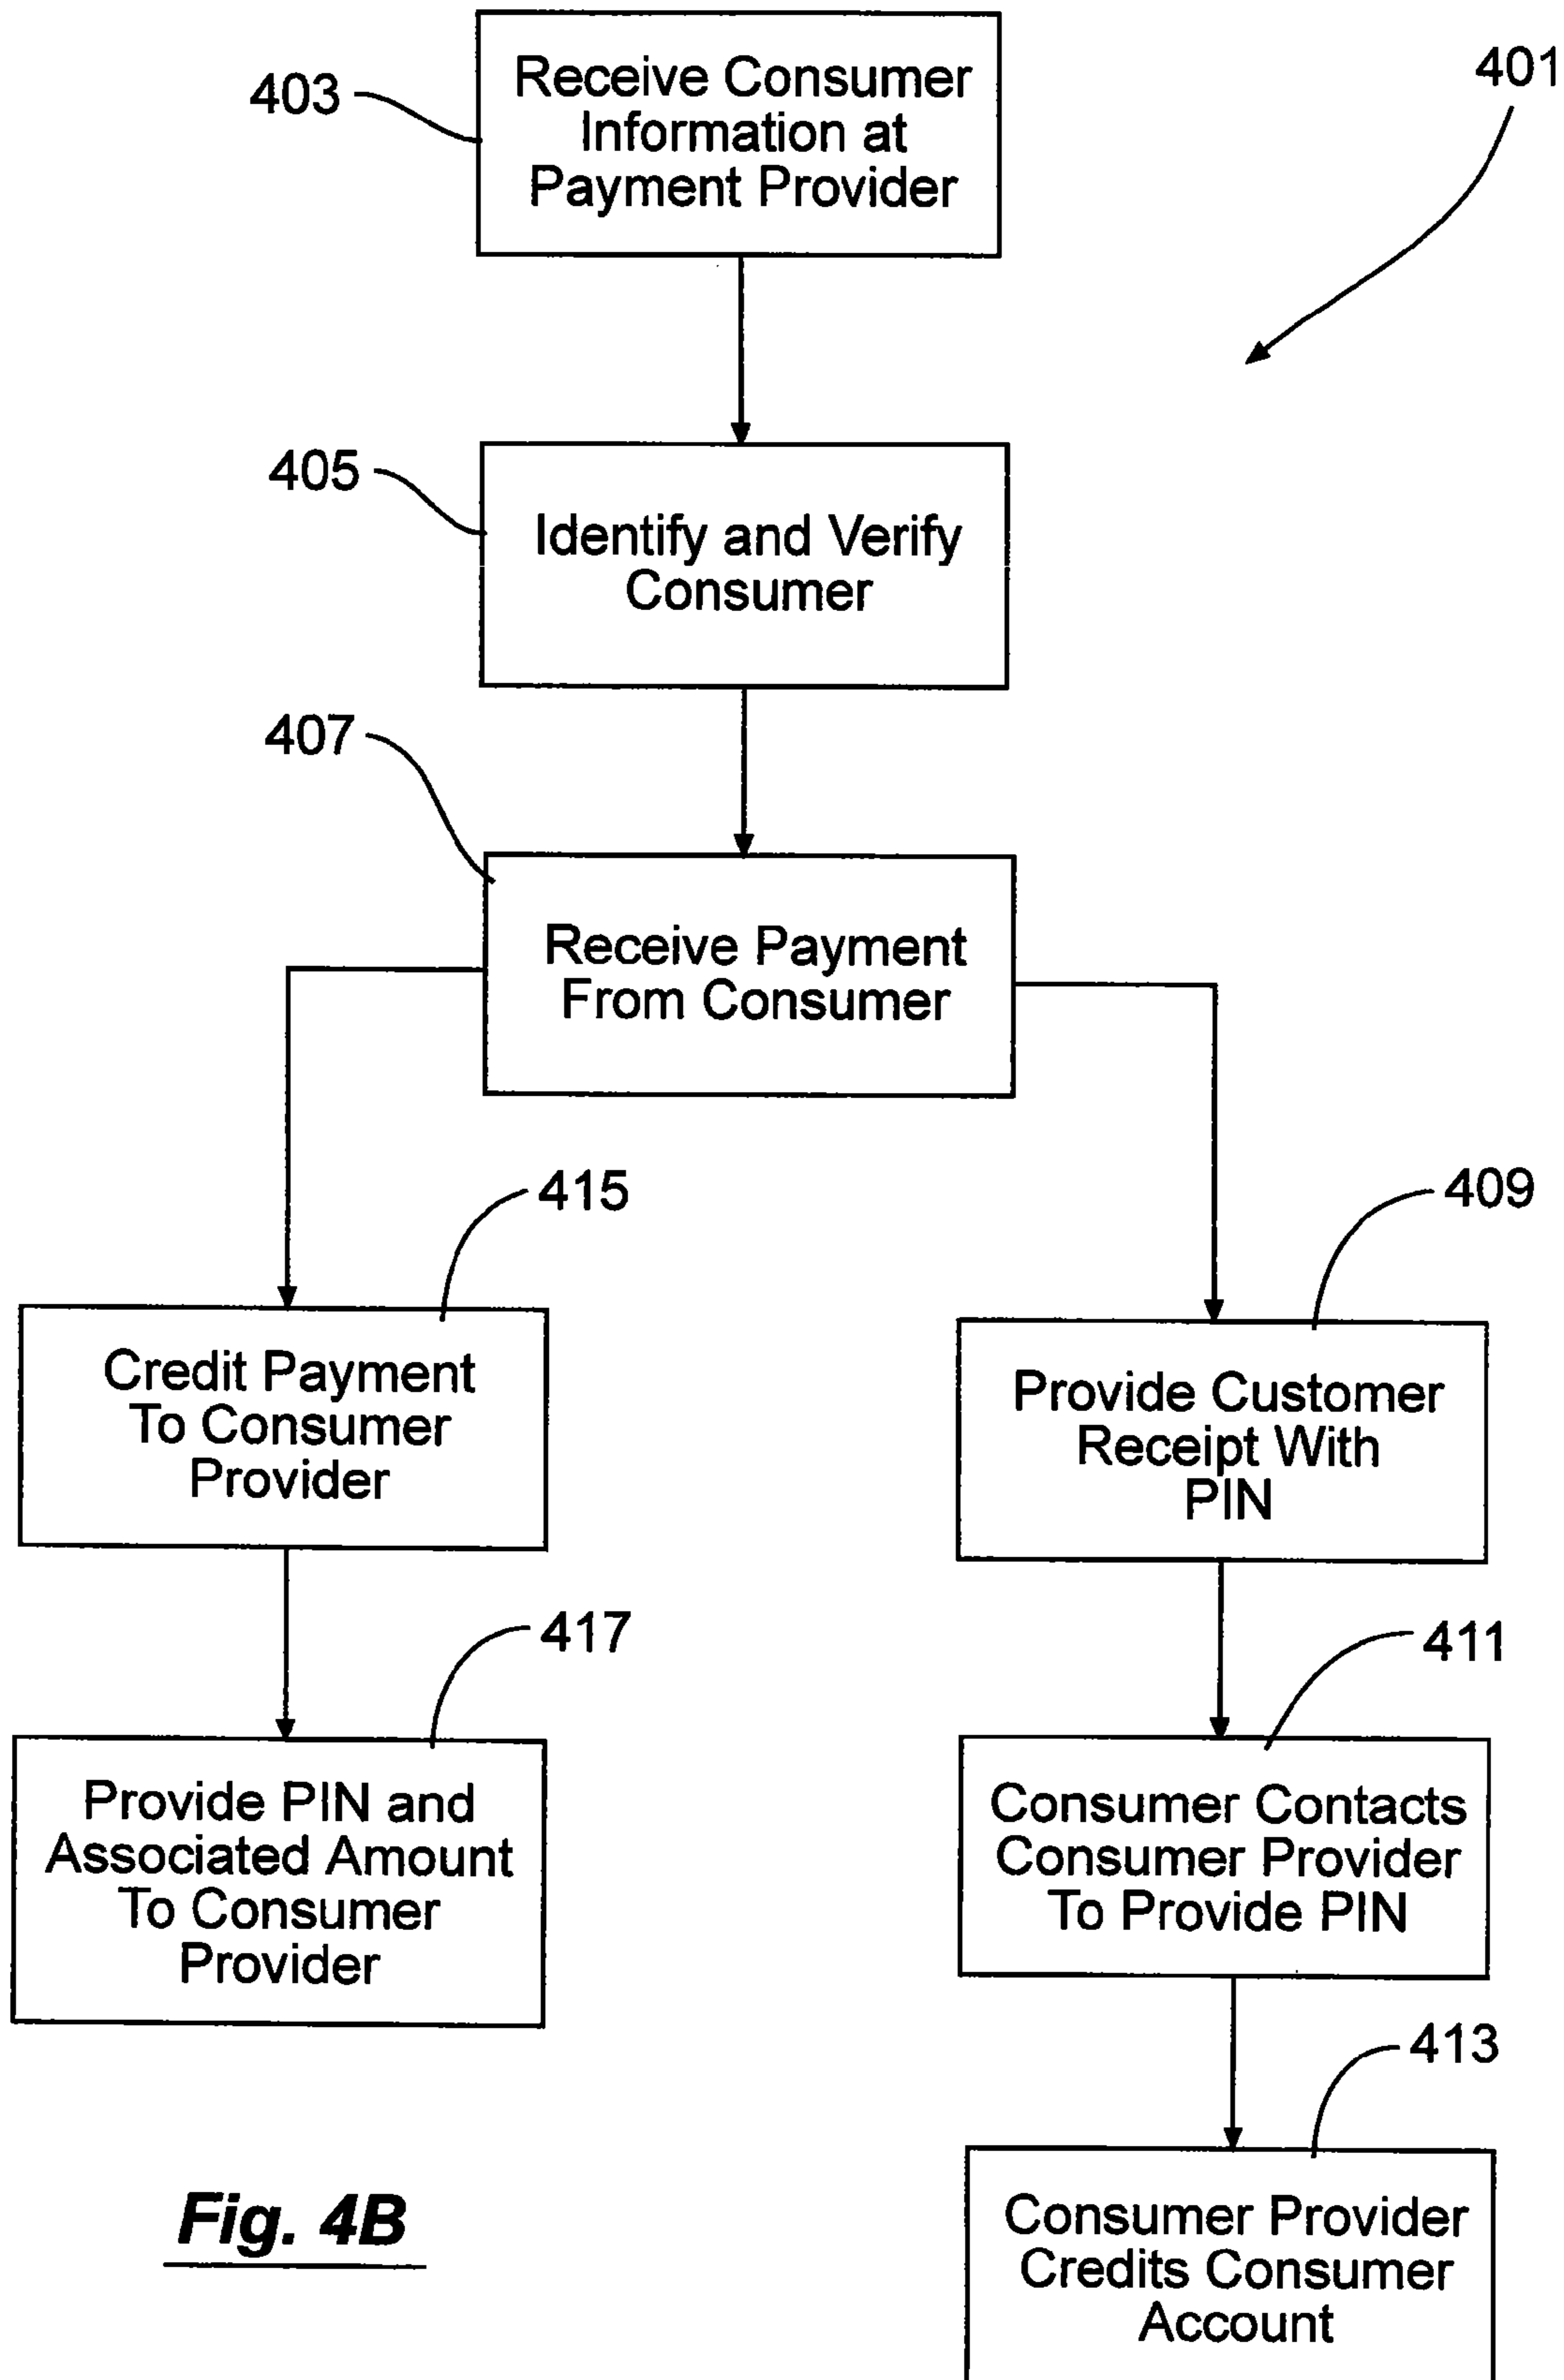 403
Receive Consumer
Information at
Payment Provider
401
405
Identify and Verify
Consumer
407
Receive Payment
From Consumer
415
Credit Payment
To Consumer
Provider
409
Provide Customer
Receipt With
PIN
417
Provide PIN and
Associated Amount
To Consumer
Provider
411
Consumer Contacts
Consumer Provider
To Provide PIN
413
Consumer Provider
Credits Consumer
Account
Fig. 4B